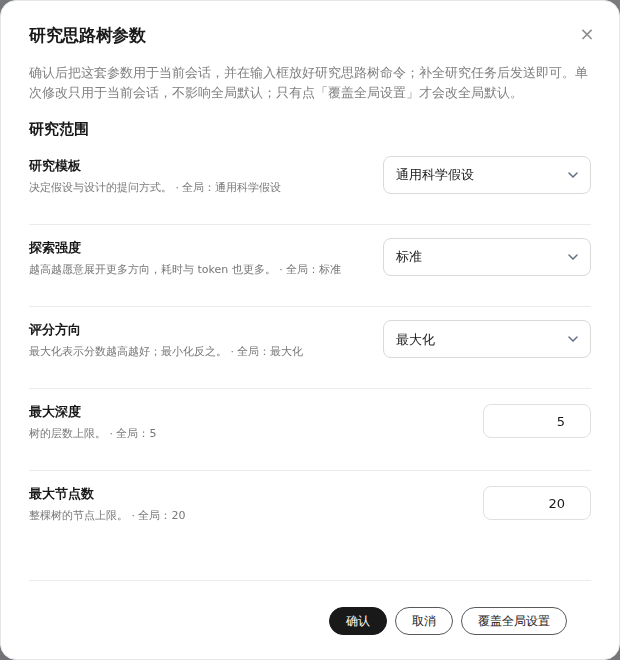 研究思路树参数
确认后把这套参数用于当前会话，并在输入框放好研究思路树命令；补全研究任务后发送即可。单
次修改只用于当前会话，不影响全局默认；只有点「覆盖全局设置」才会改全局默认。
研究范围
研究模板
通用科学假设
决定假设与设计的提问方式。 · 全局：通用科学假设
探索强度
标准
越高越愿意展开更多方向，耗时与 token 也更多。 · 全局：标准
评分方向
最大化
最大化表示分数越高越好；最小化反之。 · 全局：最大化
最大深度
5
树的层数上限。 · 全局：5
最大节点数
20
整棵树的节点上限。 · 全局：20
确认 取消 覆盖全局设置